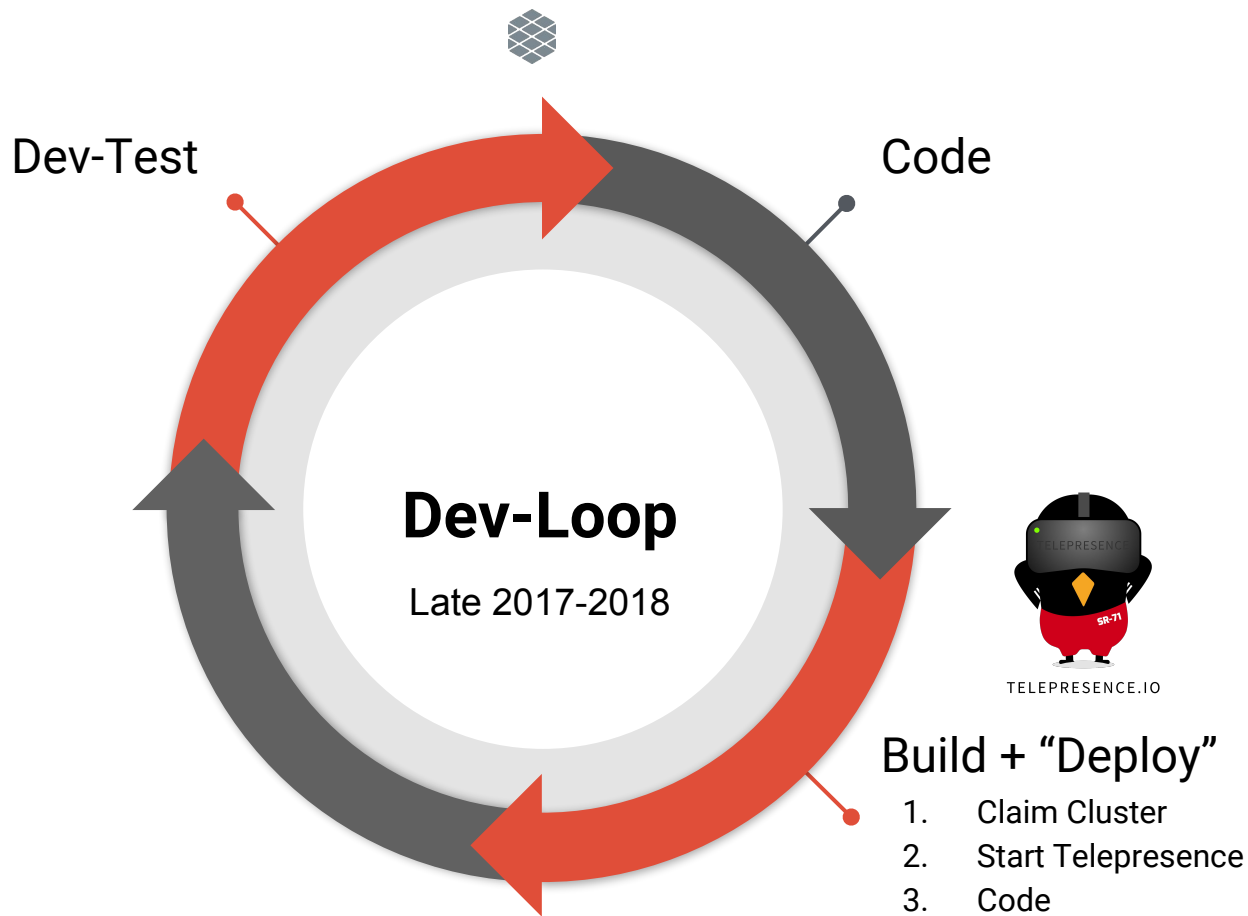 Dev-Test
Code
Dev-Loop
Late 2017-2018
TELEPRESENCE
SR-71
TELEPRESENCE.IO
Build + “Deploy”
1. Claim Cluster
2. Start Telepresence
3. Code